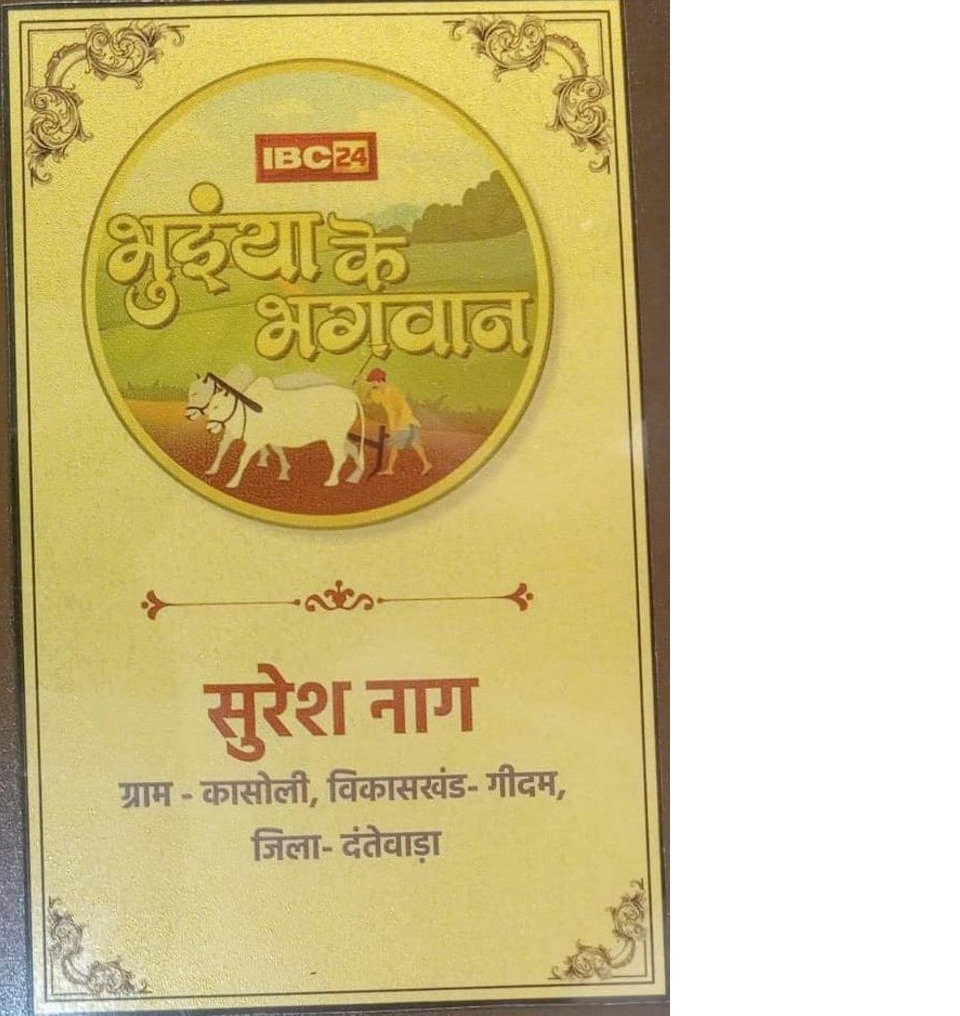 IBC24
भुइंया के
भगवान
सुरेश नाग
ग्राम - कासोली, विकासखंड- गीदम,
जिला- दंतेवाड़ा